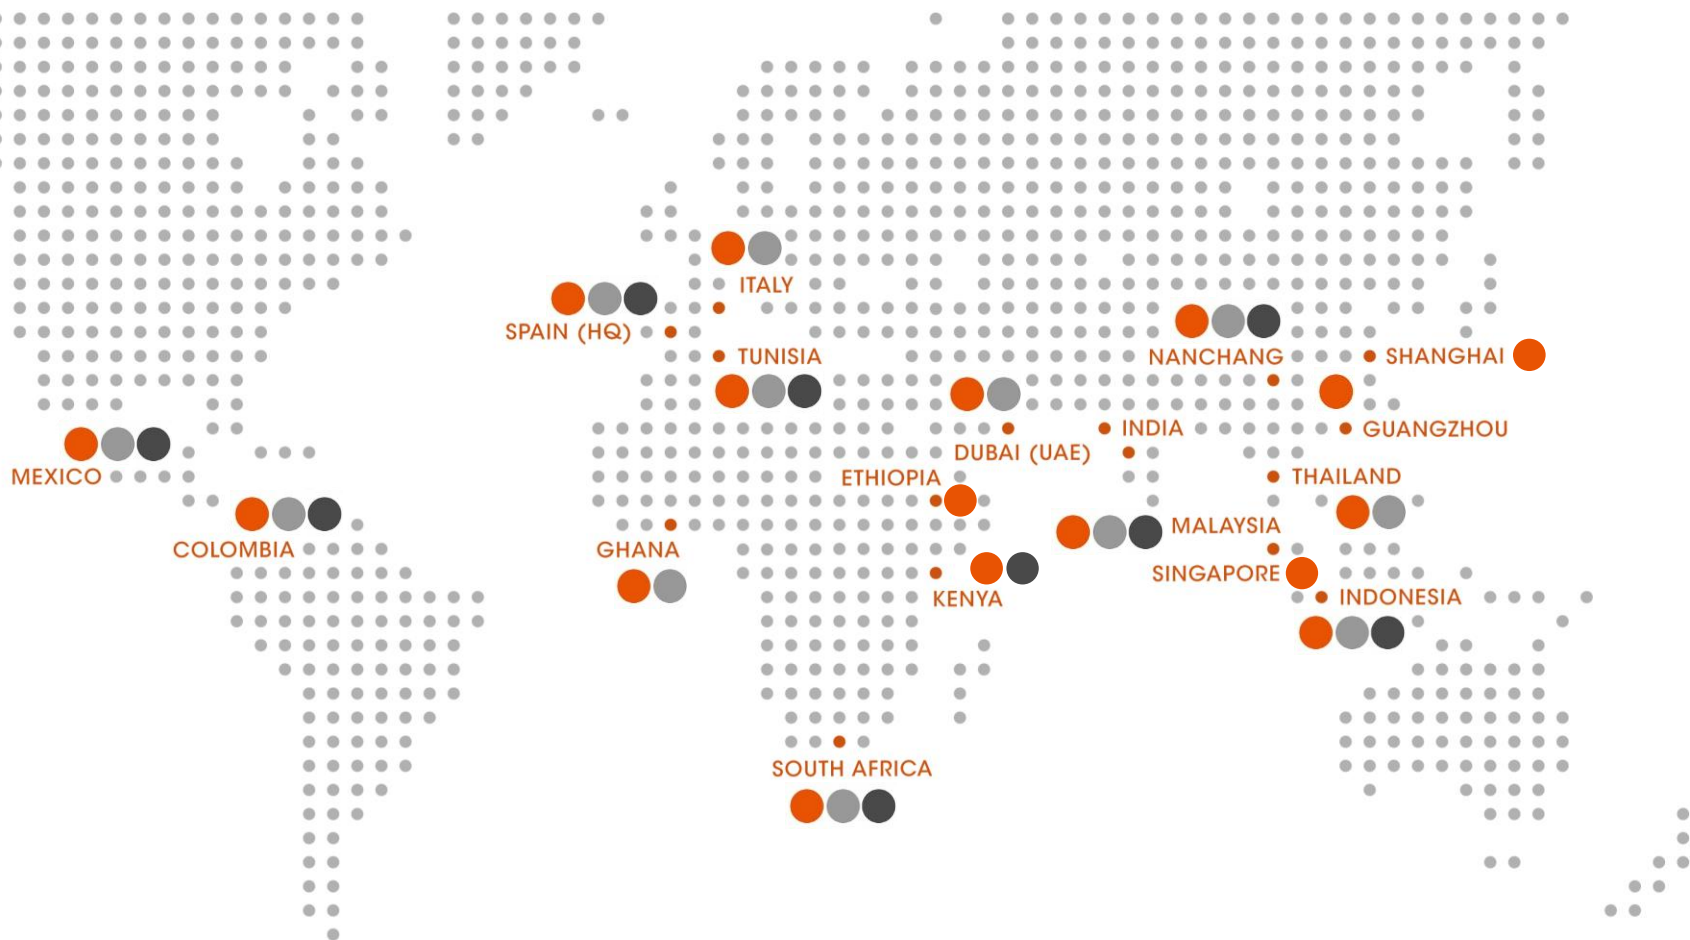 ITALY
SPAIN (HQ)
TUNISIA
NANCHANG
SHANGHAI
GUANGZHOU
INDIA
DUBAI (UAE)
MEXICO
ETHIOPIA
THAILAND
MALAYSIA
COLOMBIA
GHANA
SINGAPORE
KENYA
INDONESIA
SOUTH AFRICA